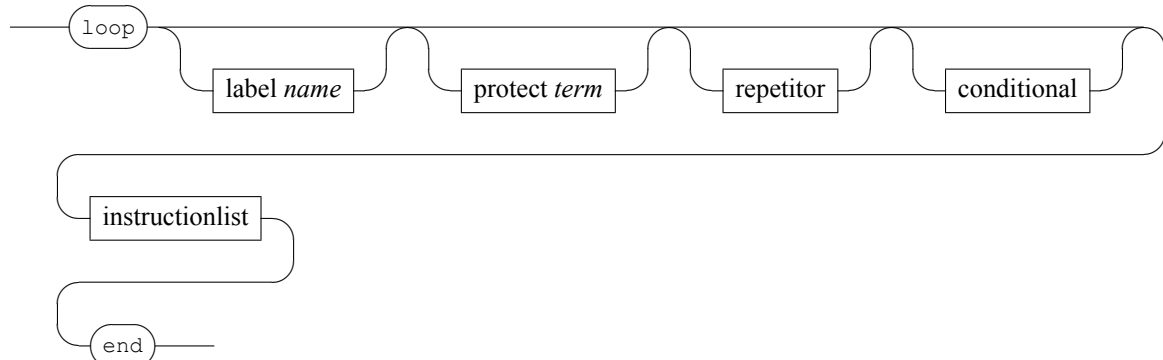 loop
label name protect term repetitor conditional
instructionlist
end